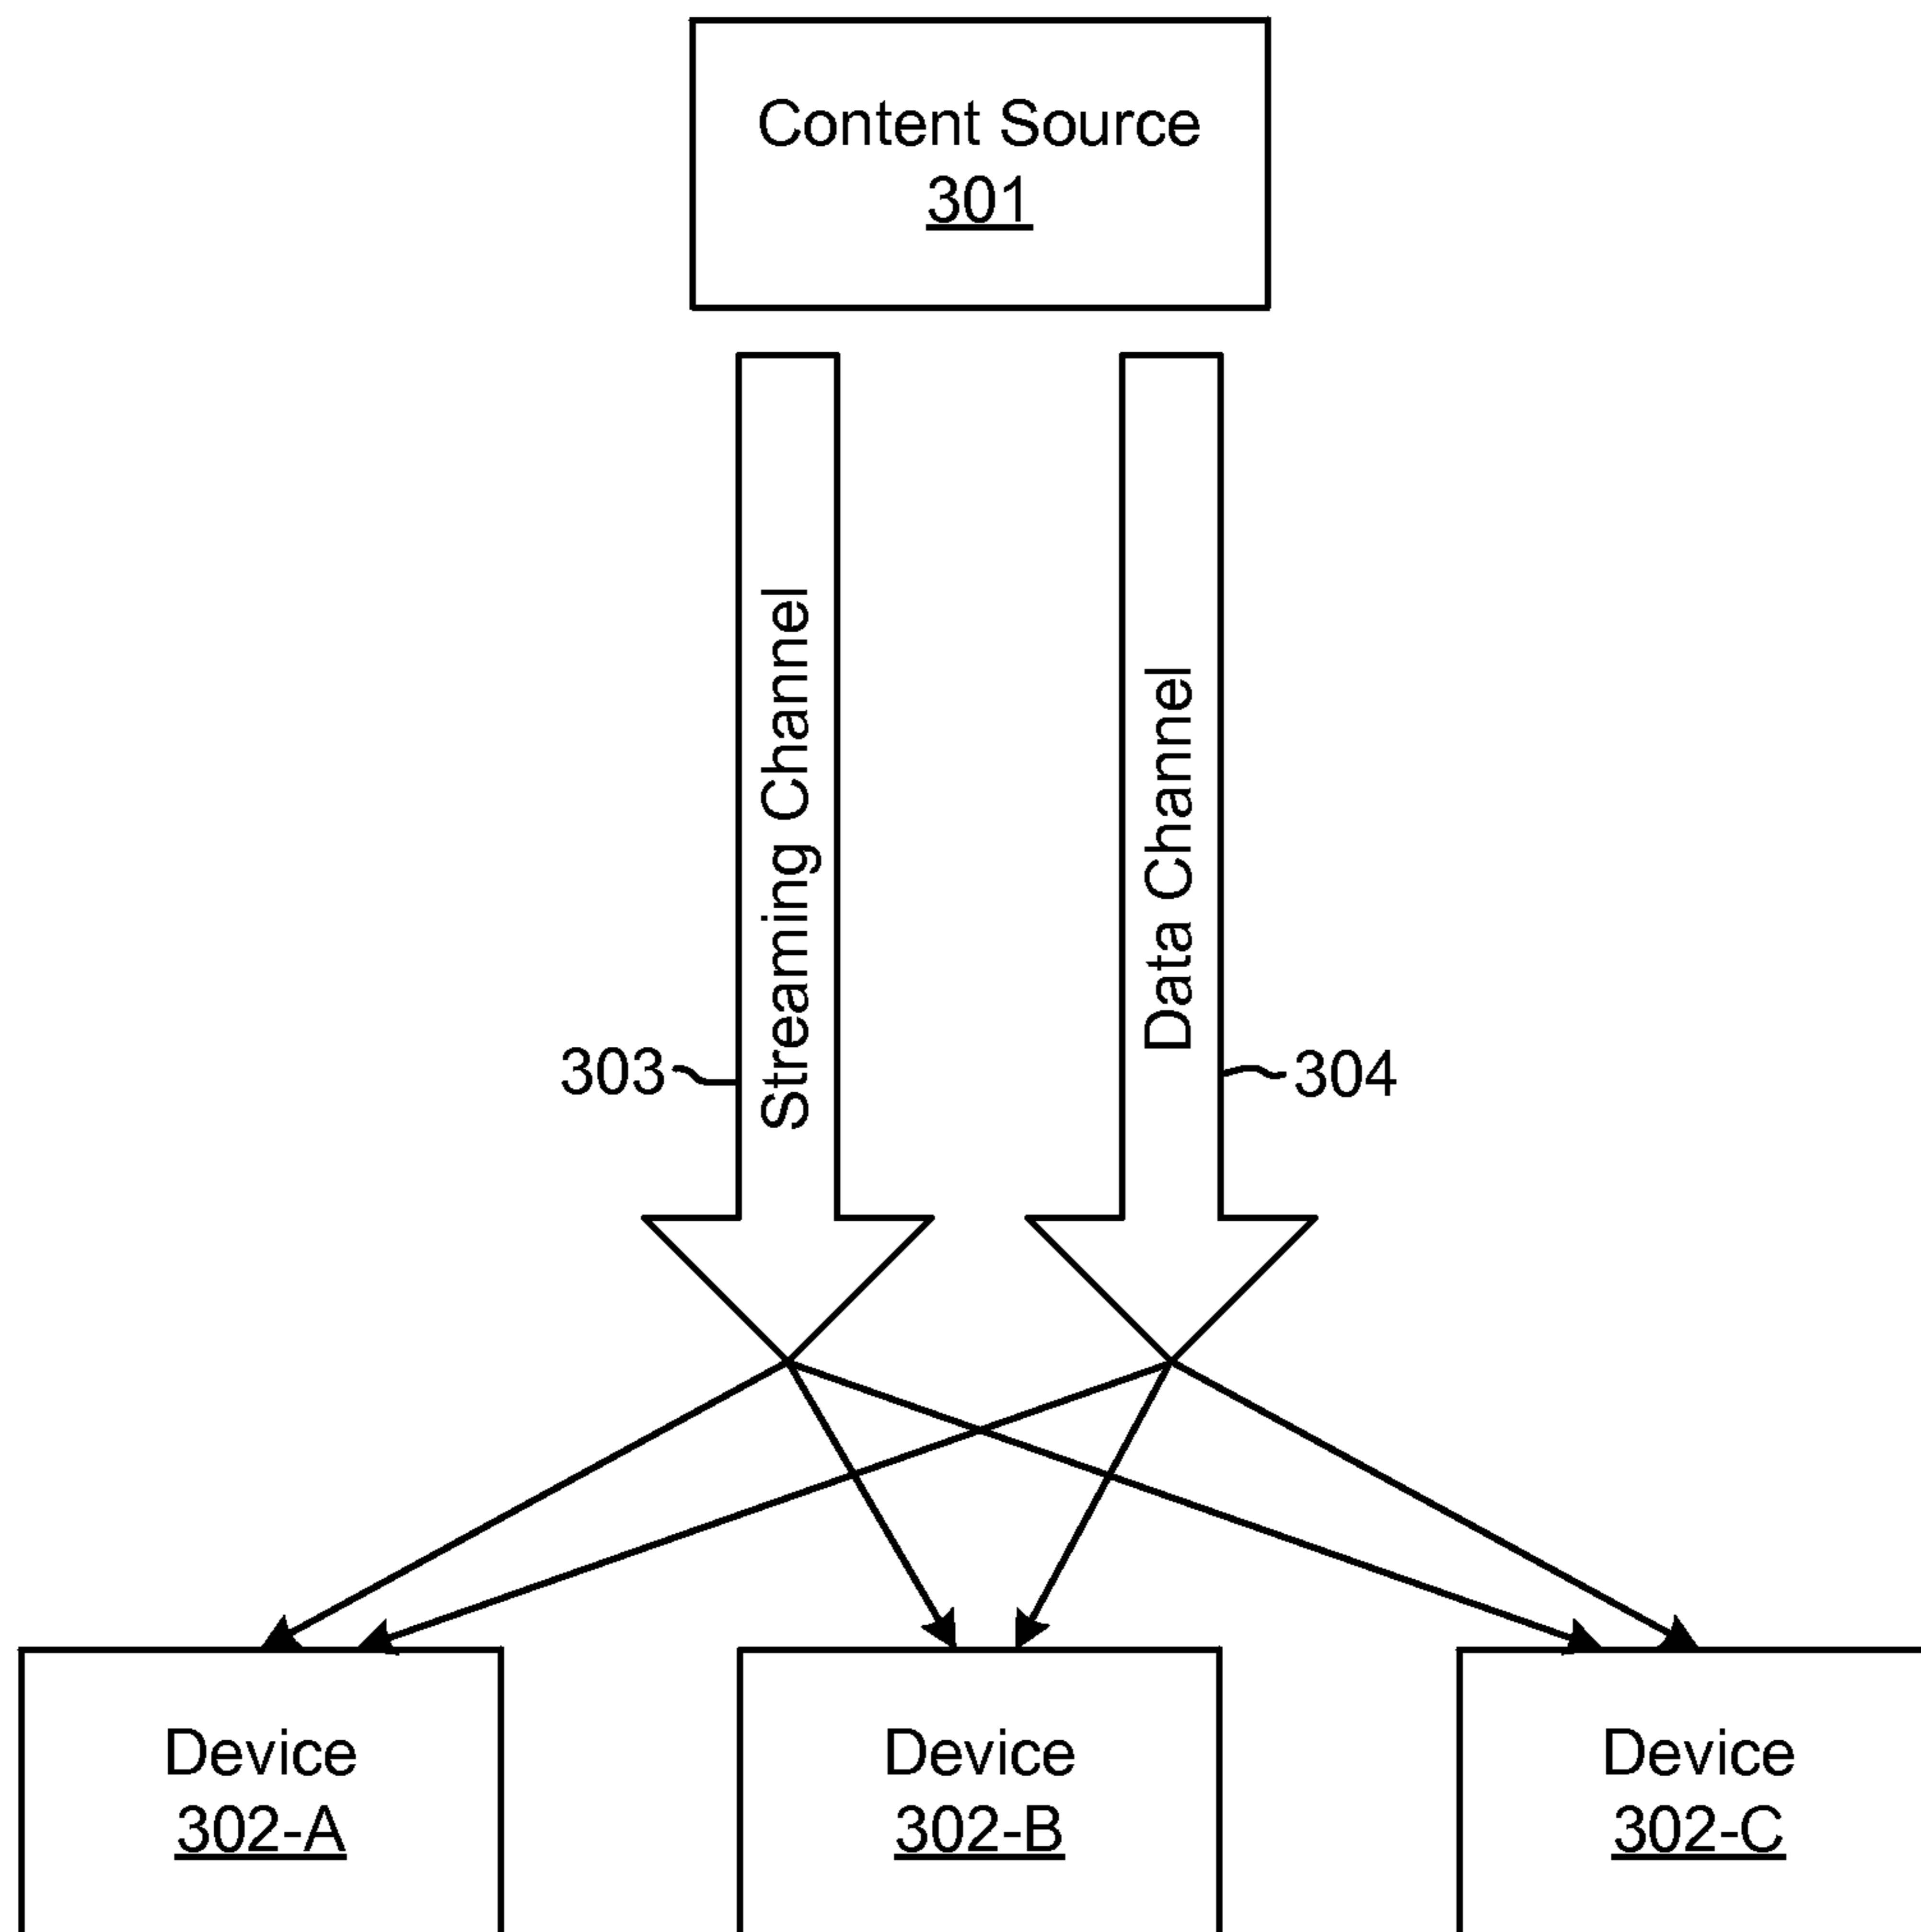 Content Source
301
Streaming Channel
Data Channel
303
304
Device
302-A
Device
302-B
Device
302-C